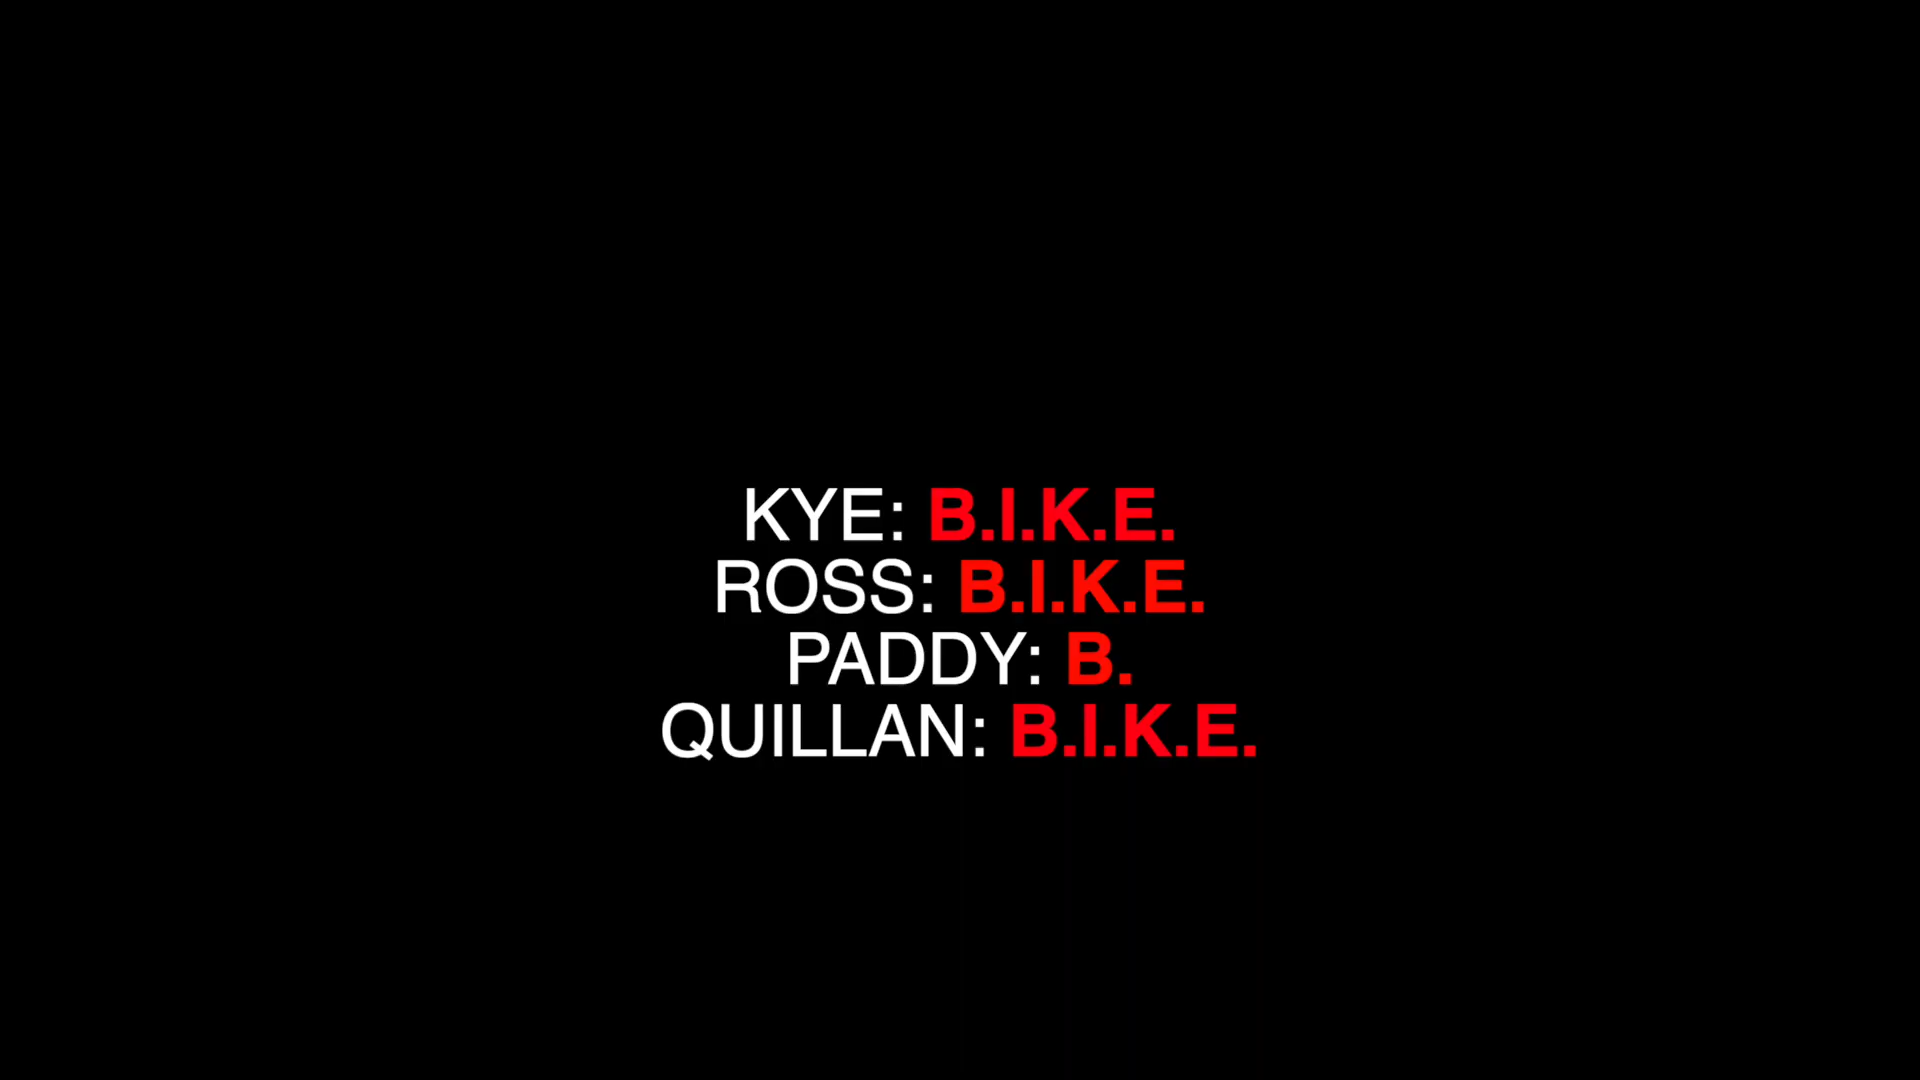 KYE: B.I.K.E.
ROSS: B.I.K.E.
PADDY: B.
QUILLAN: B.I.K.E.